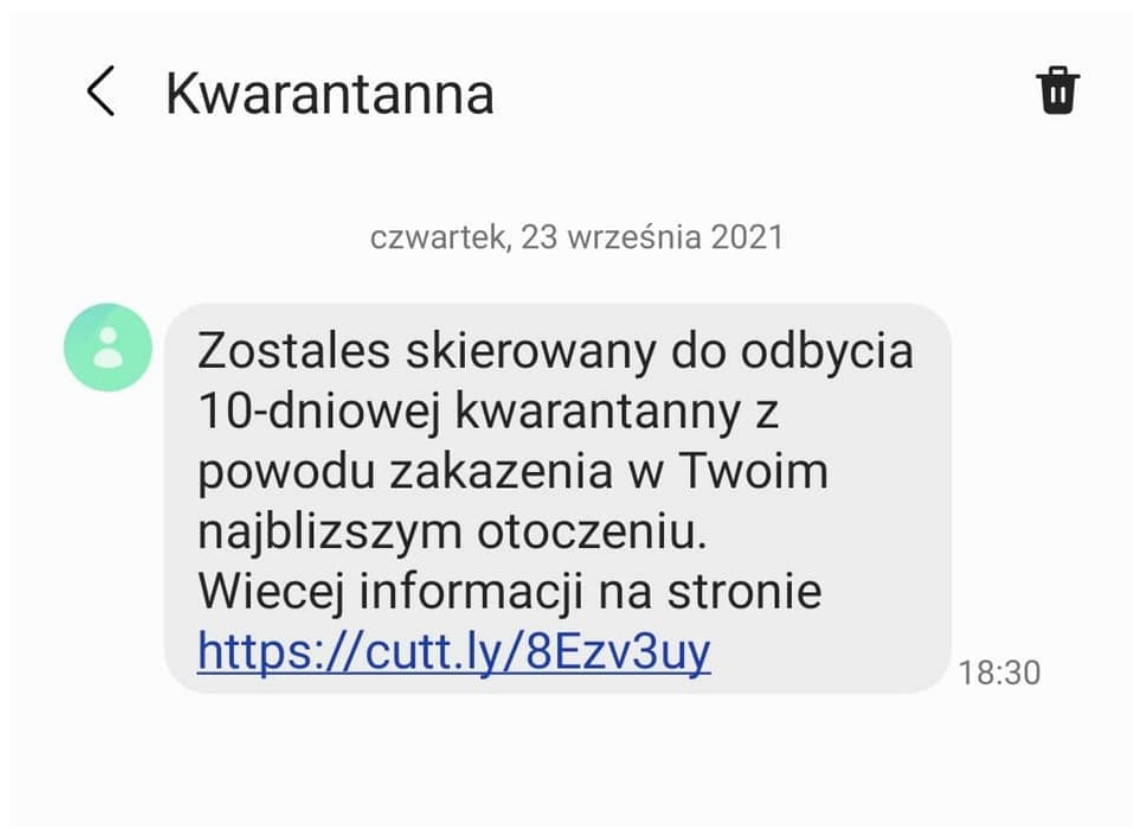 Kwarantanna
czwartek, 23 września 2021
Zostales skierowany do odbycia
10-dniowej kwarantanny z
powodu zakazenia w Twoim
najblizszym otoczeniu.
Wiecej informacji na stronie
https://cutt.ly/8Ezv3uy
18:30